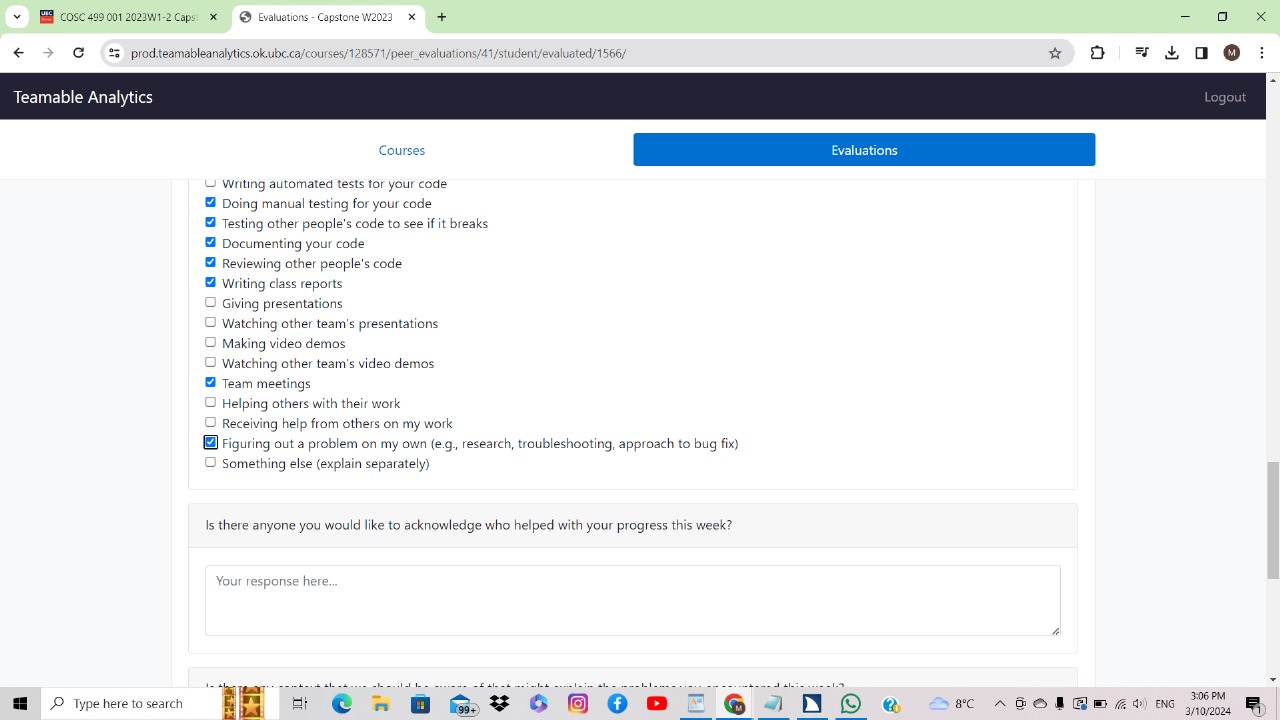 COSC 499 001 2023W1-2 Capst
Evaluations - Capstone W2023
prod.teamableanalytics.ok.ubc.ca/courses/128571/peer_evaluations/41/student/evaluated/1566/
M
Teamable Analytics
Logout
Courses
Evaluations
Writing automated tests for your code
Doing manual testing for your code
Testing other people's code to see if it breaks
Documenting your code
Reviewing other people's code
Writing class reports
Giving presentations
Watching other team's presentations
Making video demos
Watching other team's video demos
Team meetings
Helping others with their work
Receiving help from others on my work
Figuring out a problem on my own (e.g., research, troubleshooting, approach to bug fix)
Something else (explain separately)
Is there anyone you would like to acknowledge who helped with your progress this week?
Your response here...
Type here to search
99+
8°C
ENG
3:06 PM
3/10/2024
1